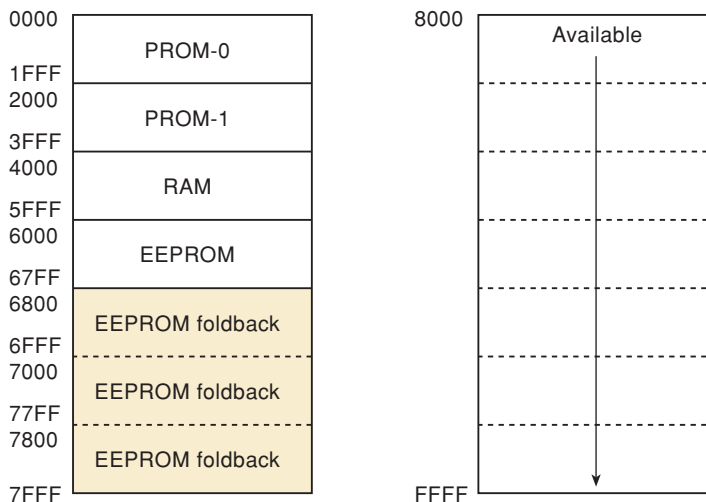 0000
PROM-0
1FFF
2000
PROM-1
3FFF
4000
RAM
5FFF
6000
EEPROM
67FF
6800
EEPROM foldback
6FFF
7000
EEPROM foldback
77FF
7800
EEPROM foldback
7FFF
8000
Available
FFFF